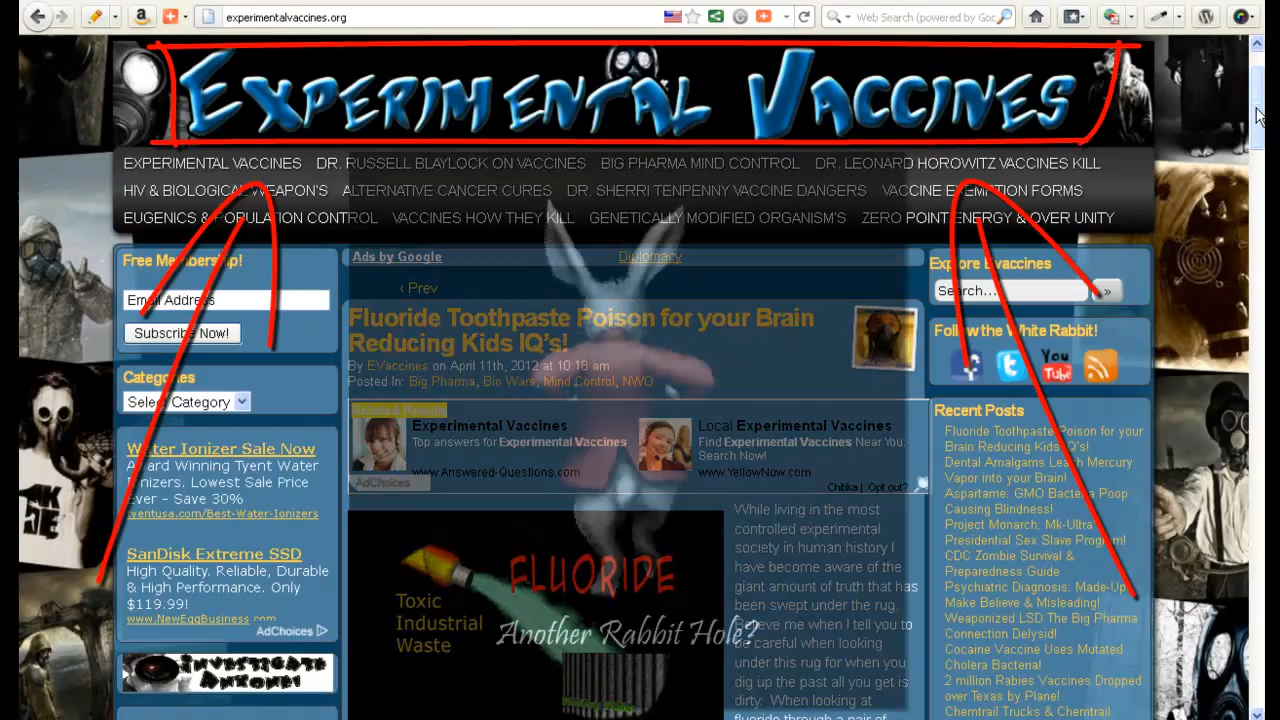 experimentalvaccines.org
Web Search (powered by Goo
EXPERIMENTAL VACCINES
EXPERIMENTAL VACCINES DR. RUSSELL BLAYLOCK ON VACCINES BIG PHARMA MIND CONTROL DR. LEONARD HOROWITZ VACCINES KILL
HIV & BIOLOGICAL WEAPON'S ALTERNATIVE CANCER CURES DR. SHERRI TENPENNY VACCINE DANGERS VACCINE EXEMPTION FORMS
EUGENICS & POPULATION CONTROL VACCINES HOW THEY KILL GENETICALLY MODIFIED ORGANISM'S ZERO POINT ENERGY & OVER UNITY
Free Membership!
Email Address
Subscribe Now!
Categories
Select Category
Water Ionizer Sale Now
Award Winning Tyent Water
Ionizers. Lowest Sale Price
Ever - Save 30%
tyentusa.com/Best-Water-Ionizers
SanDisk Extreme SSD
High Quality. Reliable, Durable
& High Performance. Only
$119.99!
www.NewEggBusiness.com
AdChoices
INVESTIGATE
AK
Ads by Google
Diplomacy
‹ Prev
Fluoride Toothpaste Poison for your Brain
Reducing Kids IQ's!
By EVaccines on April 11th, 2012 at 10:18 am
Posted In: Big Pharma, Bio Wars, Mind Control, NWO
Related Results
Experimental Vaccines
Top answers for Experimental Vaccines
www.Answered-Questions.com
Local Experimental Vaccines
Find Experimental Vaccines Near You.
Search Now!
www.YellowNow.com
AdChoices
Chitika | Opt out?
FLUORIDE
Toxic
Industrial
Waste
Another Rabbit Hole?
While living in the most
controlled experimental
society in human history I
have become aware of the
giant amount of truth that has
been swept under the rug.
Believe me when I tell you to
be careful when looking
under this rug for when you
dig up the past all you get is
dirty. When looking at
fluoride through a pair of
Explore Evaccines
Search...
»
Follow the White Rabbit!
You
Tube
Recent Posts
Fluoride Toothpaste Poison for your
Brain Reducing Kids IQ's!
Dental Amalgams Leach Mercury
Vapor into your Brain!
Aspartame: GMO Bacteria Poop
Causing Blindness!
Project Monarch: Mk-Ultra
Presidential Sex Slave Program!
CDC Zombie Survival &
Preparedness Guide
Psychiatric Diagnosis: Made-Up,
Make Believe & Misleading!
Weaponized LSD The Big Pharma
Connection Delysid!
Cocaine Vaccine Uses Mutated
Cholera Bacteria!
2 million Rabies Vaccines Dropped
over Texas by Plane!
Chemtrail Trucks & Chemtrail